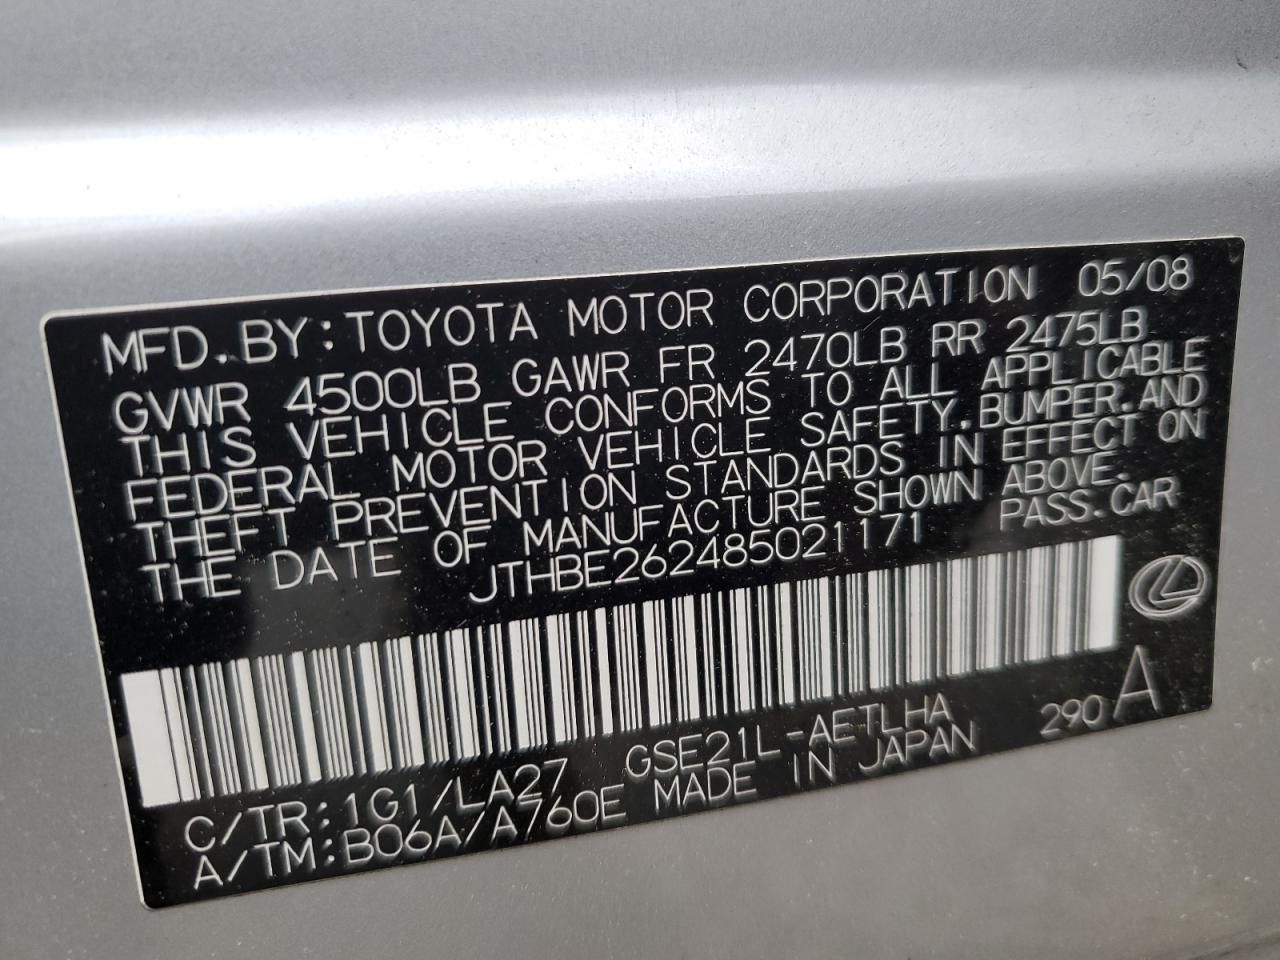 MFD. BY: TOYOTA MOTOR CORPORATION 05/08
GVWR 4500LB GAWR FR 2470LB RR 2475LB
THIS VEHICLE CONFORMS TO ALL APPLICABLE
FEDERAL MOTOR VEHICLE SAFETY, BUMPER, AND
THEFT PREVENTION STANDARDS IN EFFECT ON
THE DATE OF MANUFACTURE SHOWN ABOVE.
JTHBE262485021171 PASS. CAR
GSE21L-AETLHA 290 A
C/TR: 1G1/LA27
A/TM: B06A/A760E MADE IN JAPAN